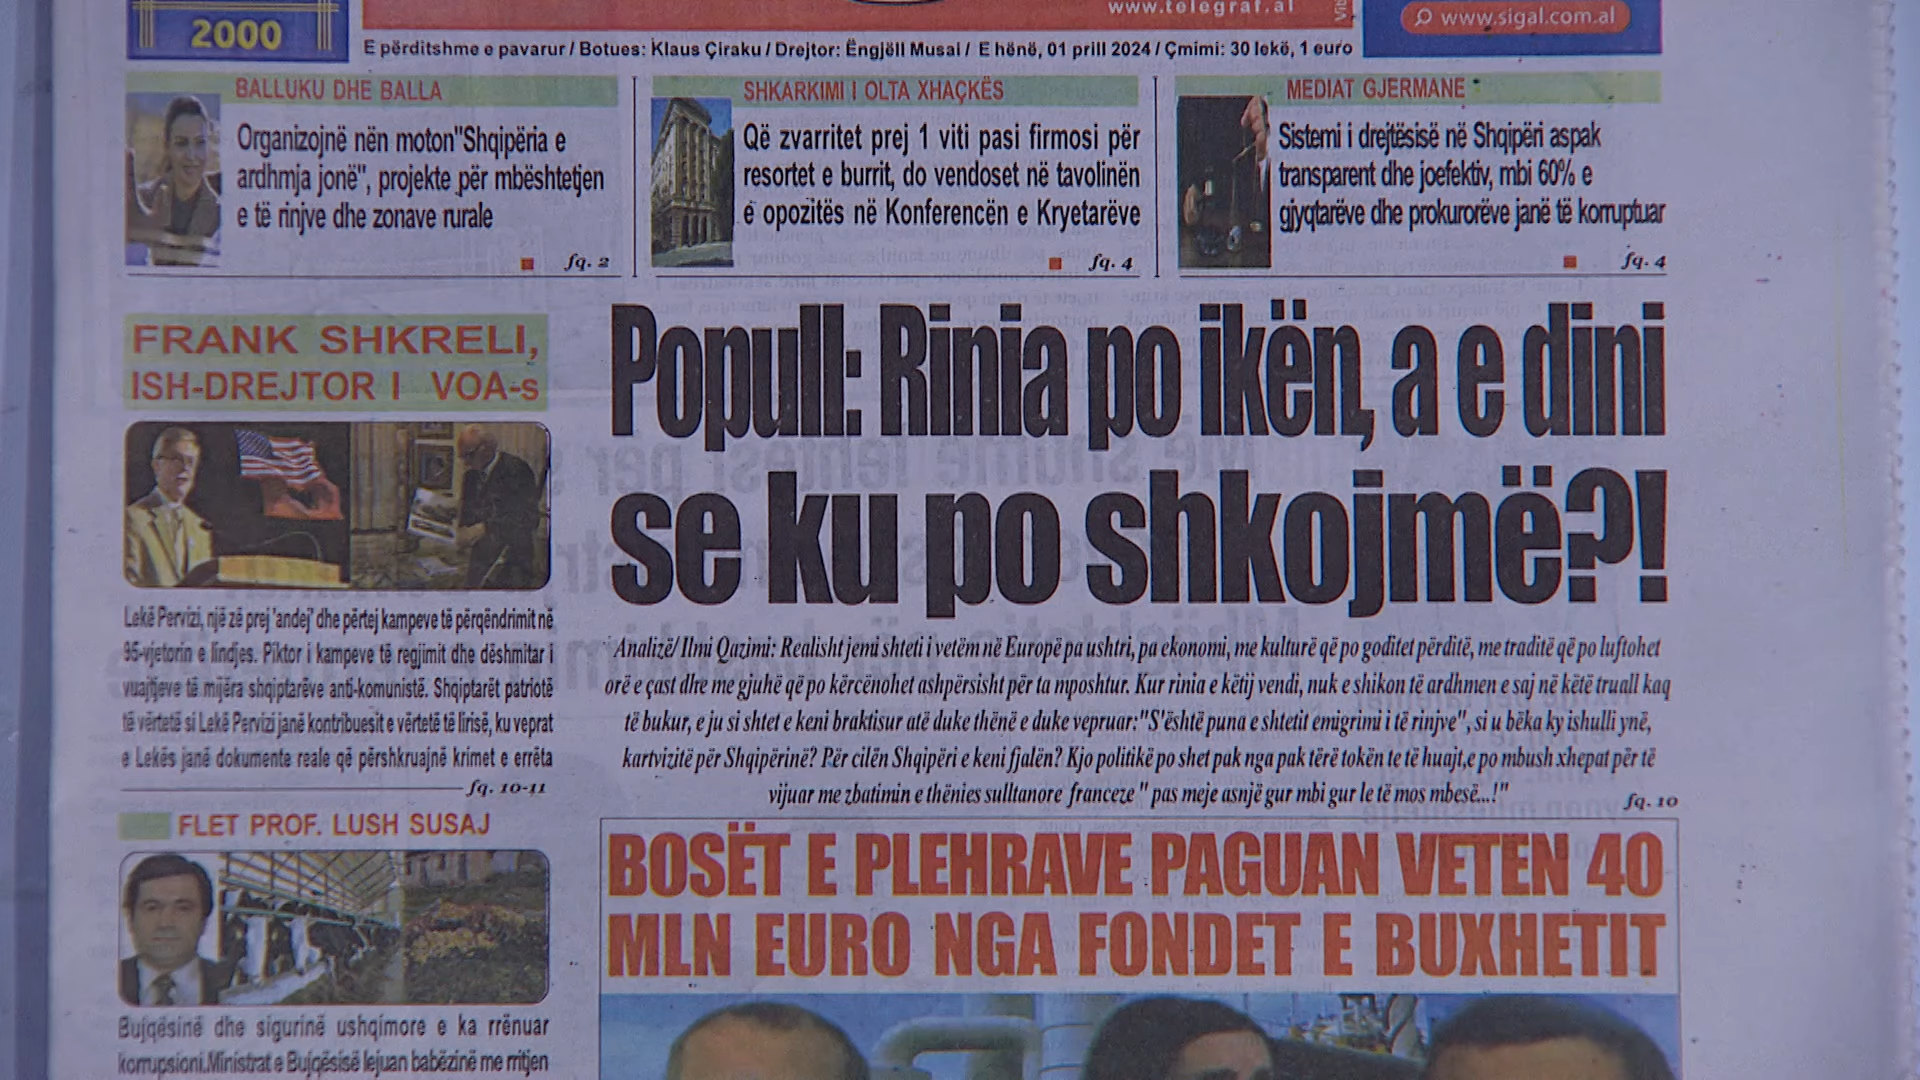 2000
www.telegraf.al
www.sigal.com.al
E përditshme e pavarur / Botues: Klaus Çiraku / Drejtor: Ëngjëll Musai / E hënë, 01 prill 2024 / Çmimi: 30 lekë, 1 euro
BALLUKU DHE BALLA
Organizojnë nën moton"Shqipëria e
ardhmja jonë", projekte për mbështetjen
e të rinjve dhe zonave rurale
fq. 2
SHKARKIMI I OLTA XHAÇKËS
Që zvarritet prej 1 viti pasi firmosi për
resortet e burrit, do vendoset në tavolinën
e opozitës në Konferencën e Kryetarëve
fq. 4
MEDIAT GJERMANE
Sistemi i drejtësisë në Shqipëri aspak
transparent dhe joefektiv, mbi 60% e
gjyqtarëve dhe prokurorëve janë të korruptuar
fq. 4
FRANK SHKRELI,
ISH-DREJTOR I VOA-s
Lekë Pervizi, një zë prej 'andej' dhe përtej kampeve të përqëndrimit në
95-vjetorin e lindjes. Piktor i kampeve të regjimit dhe dëshmitar i
vuajtjeve të mijëra shqiptarëve anti-komunistë. Shqiptarët patriotë
të vërtetë si Lekë Pervizi janë kontribuesit e vërtetë të lirisë, ku veprat
e Lekës janë dokumente reale që përshkruajnë krimet e errëta
fq. 10-11
FLET PROF. LUSH SUSAJ
Bujqësinë dhe sigurinë ushqimore e ka rrënuar
korrupsioni.Ministrat e Bujqësisë lejuan babëzinë me rritjen
Popull: Rinia po ikën, a e dini
se ku po shkojmë?!
Analizë/ Ilmi Qazimi: Realisht jemi shteti i vetëm në Europë pa ushtri, pa ekonomi, me kulturë që po goditet përditë, me traditë që po luftohet
orë e çast dhe me gjuhë që po kërcënohet ashpërsisht për ta mposhtur. Kur rinia e këtij vendi, nuk e shikon të ardhmen e saj në këtë truall kaq
të bukur, e ju si shtet e keni braktisur atë duke thënë e duke vepruar:"S'është puna e shtetit emigrimi i të rinjve", si u bëka ky ishulli ynë,
kartvizitë për Shqipërinë? Për cilën Shqipëri e keni fjalën? Kjo politikë po shet pak nga pak tërë tokën te të huajt,e po mbush xhepat për të
vijuar me zbatimin e thënies sulltanore franceze " pas meje asnjë gur mbi gur le të mos mbesë...!"
fq. 10
BOSËT E PLEHRAVE PAGUAN VETEN 40
MLN EURO NGA FONDET E BUXHETIT